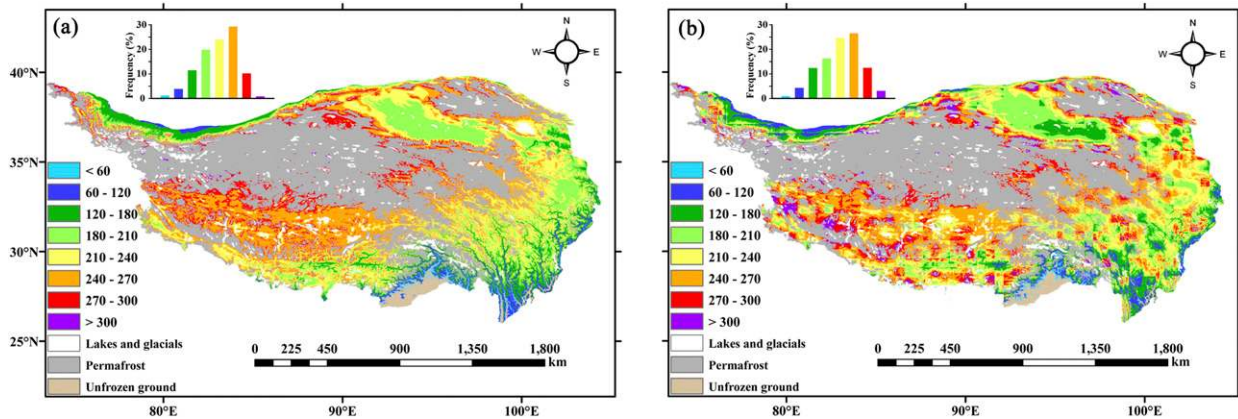 (a)
30
20
10
0
Frequency (%)
N
W
E
S
40°N
35°N
30°N
25°N
< 60
60 - 120
120 - 180
180 - 210
210 - 240
240 - 270
270 - 300
> 300
Lakes and glacials
Permafrost
Unfrozen ground
0 225 450 900 1,350 1,800
km
80°E 90°E 100°E
(b)
30
20
10
0
Frequency (%)
N
W
E
S
40°N
35°N
30°N
25°N
< 60
60 - 120
120 - 180
180 - 210
210 - 240
240 - 270
270 - 300
> 300
Lakes and glacials
Permafrost
Unfrozen ground
0 225 450 900 1,350 1,800
km
80°E 90°E 100°E